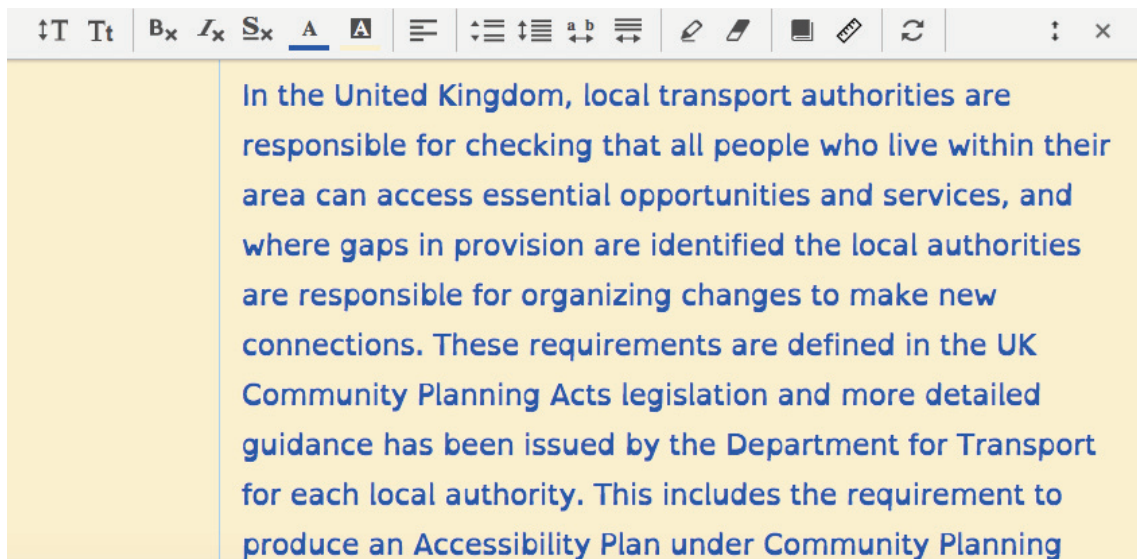 ↕T Tt Bx Ix Sx A A a b
In the United Kingdom, local transport authorities are
responsible for checking that all people who live within their
area can access essential opportunities and services, and
where gaps in provision are identified the local authorities
are responsible for organizing changes to make new
connections. These requirements are defined in the UK
Community Planning Acts legislation and more detailed
guidance has been issued by the Department for Transport
for each local authority. This includes the requirement to
produce an Accessibility Plan under Community Planning